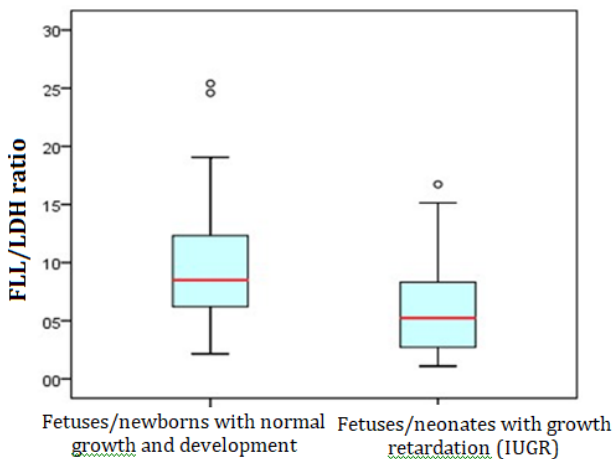 FLL/LDH ratio
30
25
20
15
10
05
00
Fetuses/newborns with normal
growth and development
Fetuses/neonates with growth
retardation (IUGR)